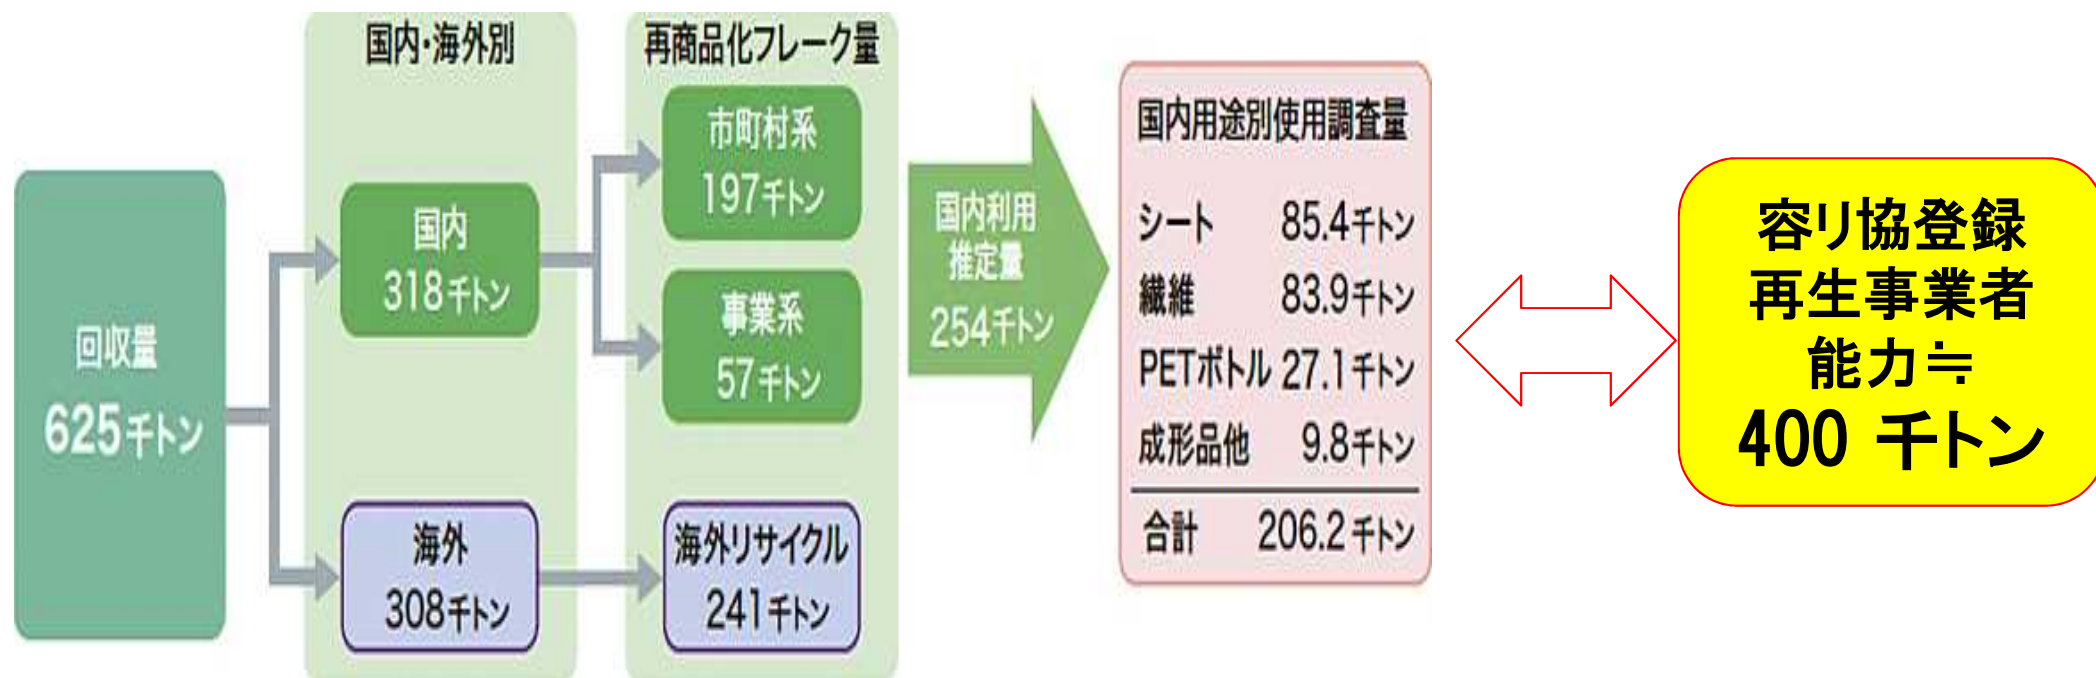 国内・海外別
再商品化フレーク量
回収量
625千トン
国内
318千トン
海外
308千トン
市町村系
197千トン
事業系
57千トン
海外リサイクル
241千トン
国内利用
推定量
254千トン
国内用途別使用調査量
シート 85.4千トン
繊維 83.9千トン
PETボトル 27.1千トン
成形品他 9.8千トン
合計 206.2千トン
容リ協登録
再生事業者
能力≒
400 千トン